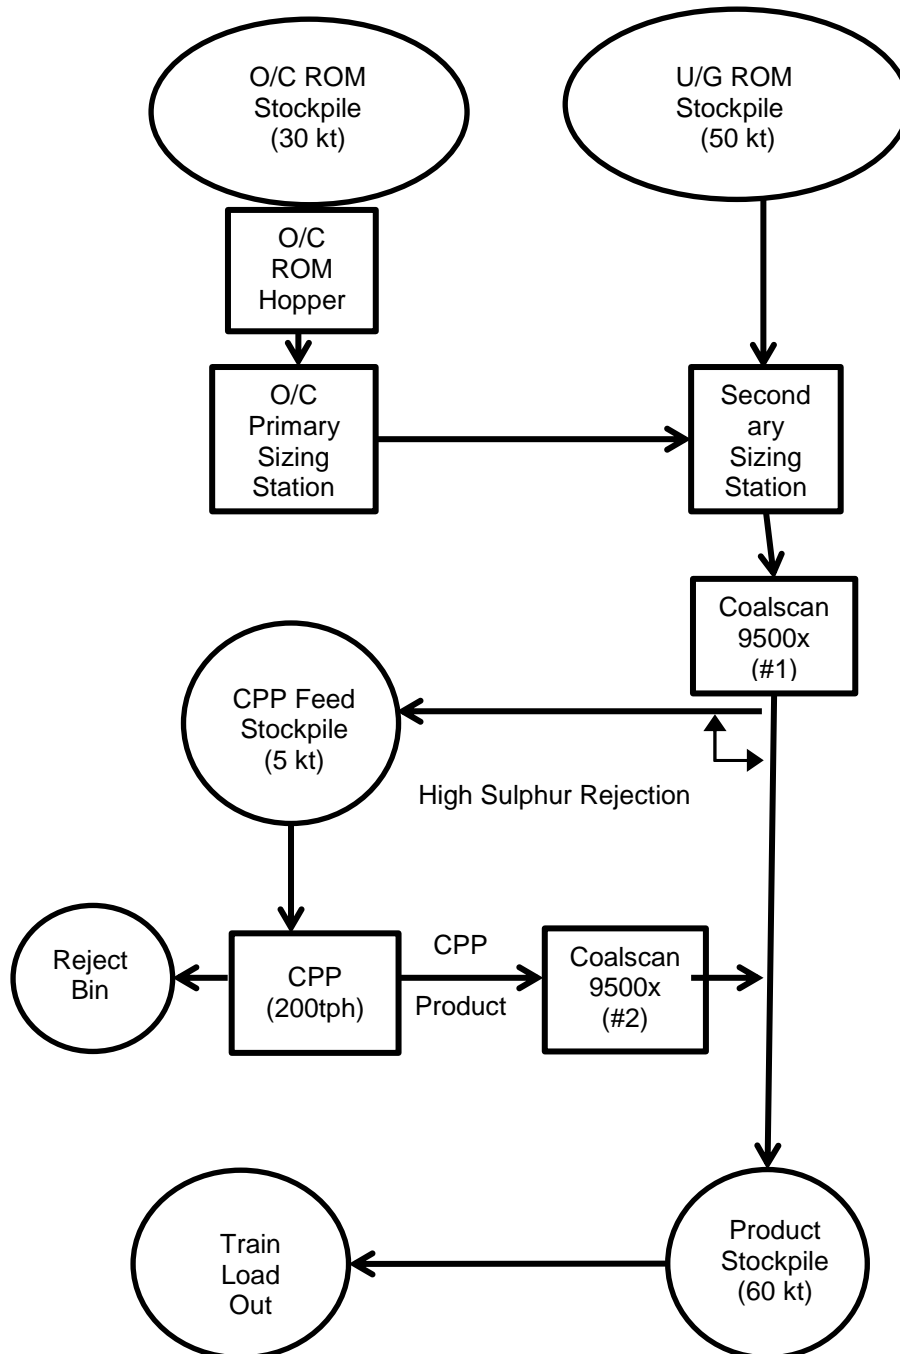 O/C ROM
Stockpile
(30 kt)
U/G ROM
Stockpile
(50 kt)
O/C
ROM
Hopper
O/C
Primary
Sizing
Station
Second
ary
Sizing
Station
Coalscan
9500x
(#1)
CPP Feed
Stockpile
(5 kt)
High Sulphur Rejection
Reject
Bin
CPP
(200tph)
CPP
Product
Coalscan
9500x
(#2)
Train
Load
Out
Product
Stockpile
(60 kt)